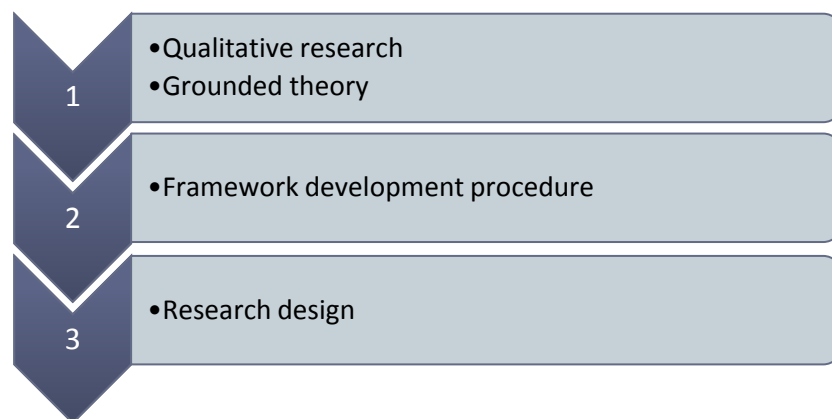 1
•Qualitative research
•Grounded theory
2
•Framework development procedure
3
•Research design